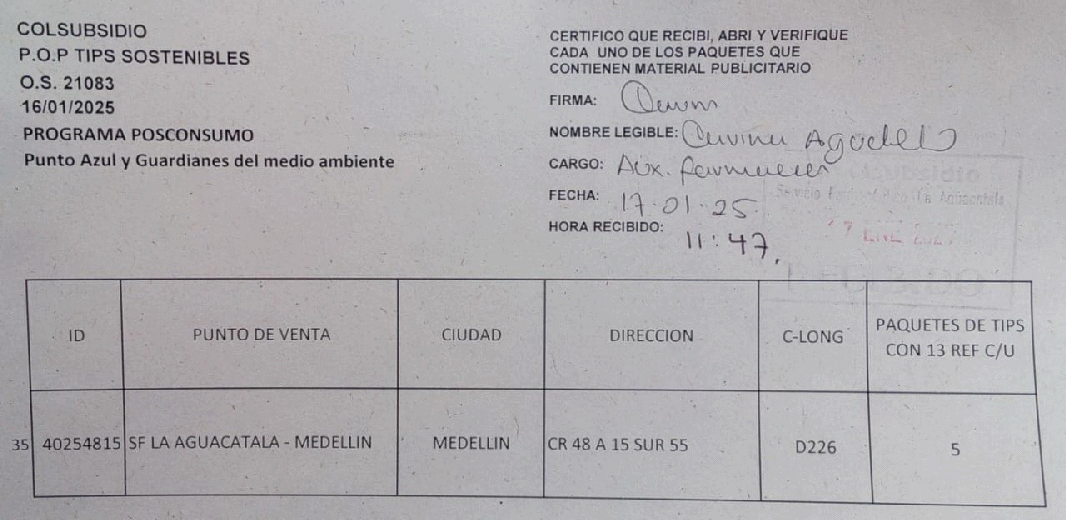 COLSUBSIDIO
P.O.P TIPS SOSTENIBLES
O.S. 21083
16/01/2025
PROGRAMA POSCONSUMO
Punto Azul y Guardianes del medio ambiente
CERTIFICO QUE RECIBI, ABRI Y VERIFIQUE
CADA UNO DE LOS PAQUETES QUE
CONTIENEN MATERIAL PUBLICITARIO
FIRMA:
NOMBRE LEGIBLE: Agudelo
CARGO: Aux.
FECHA: 17.01.25
HORA RECIBIDO: 11:47.
ID PUNTO DE VENTA CIUDAD DIRECCION C-LONG PAQUETES DE TIPS
CON 13 REF C/U
35 40254815 SF LA AGUACATALA - MEDELLIN MEDELLIN CR 48 A 15 SUR 55 D226 5